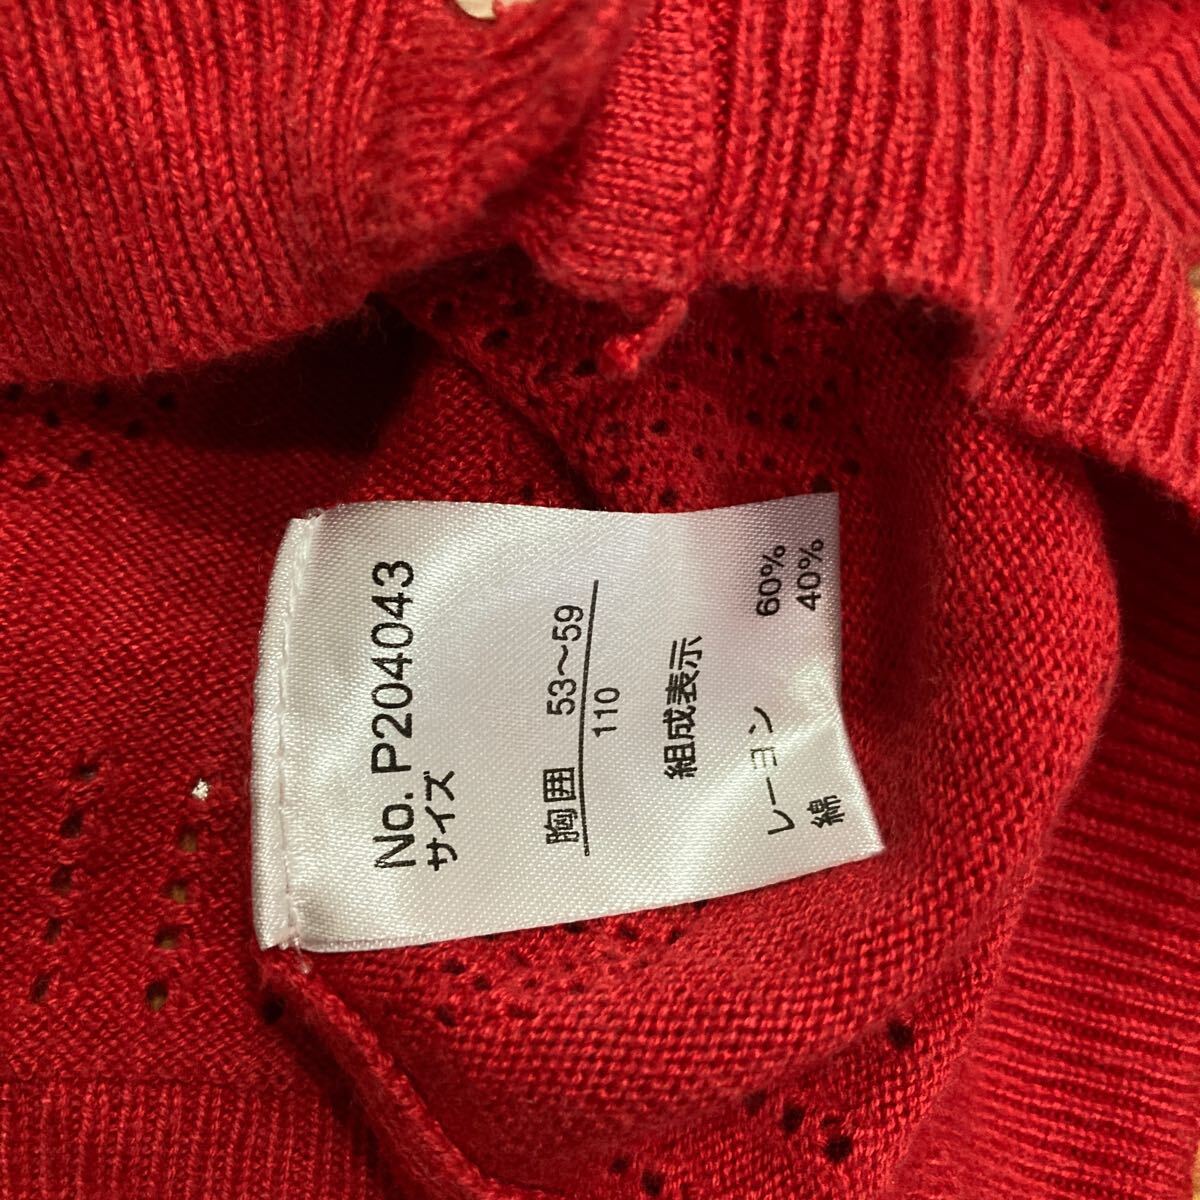 No. P204043
サイズ
胸囲 53～59
110
組成表示
レーヨン 60%
綿 40%